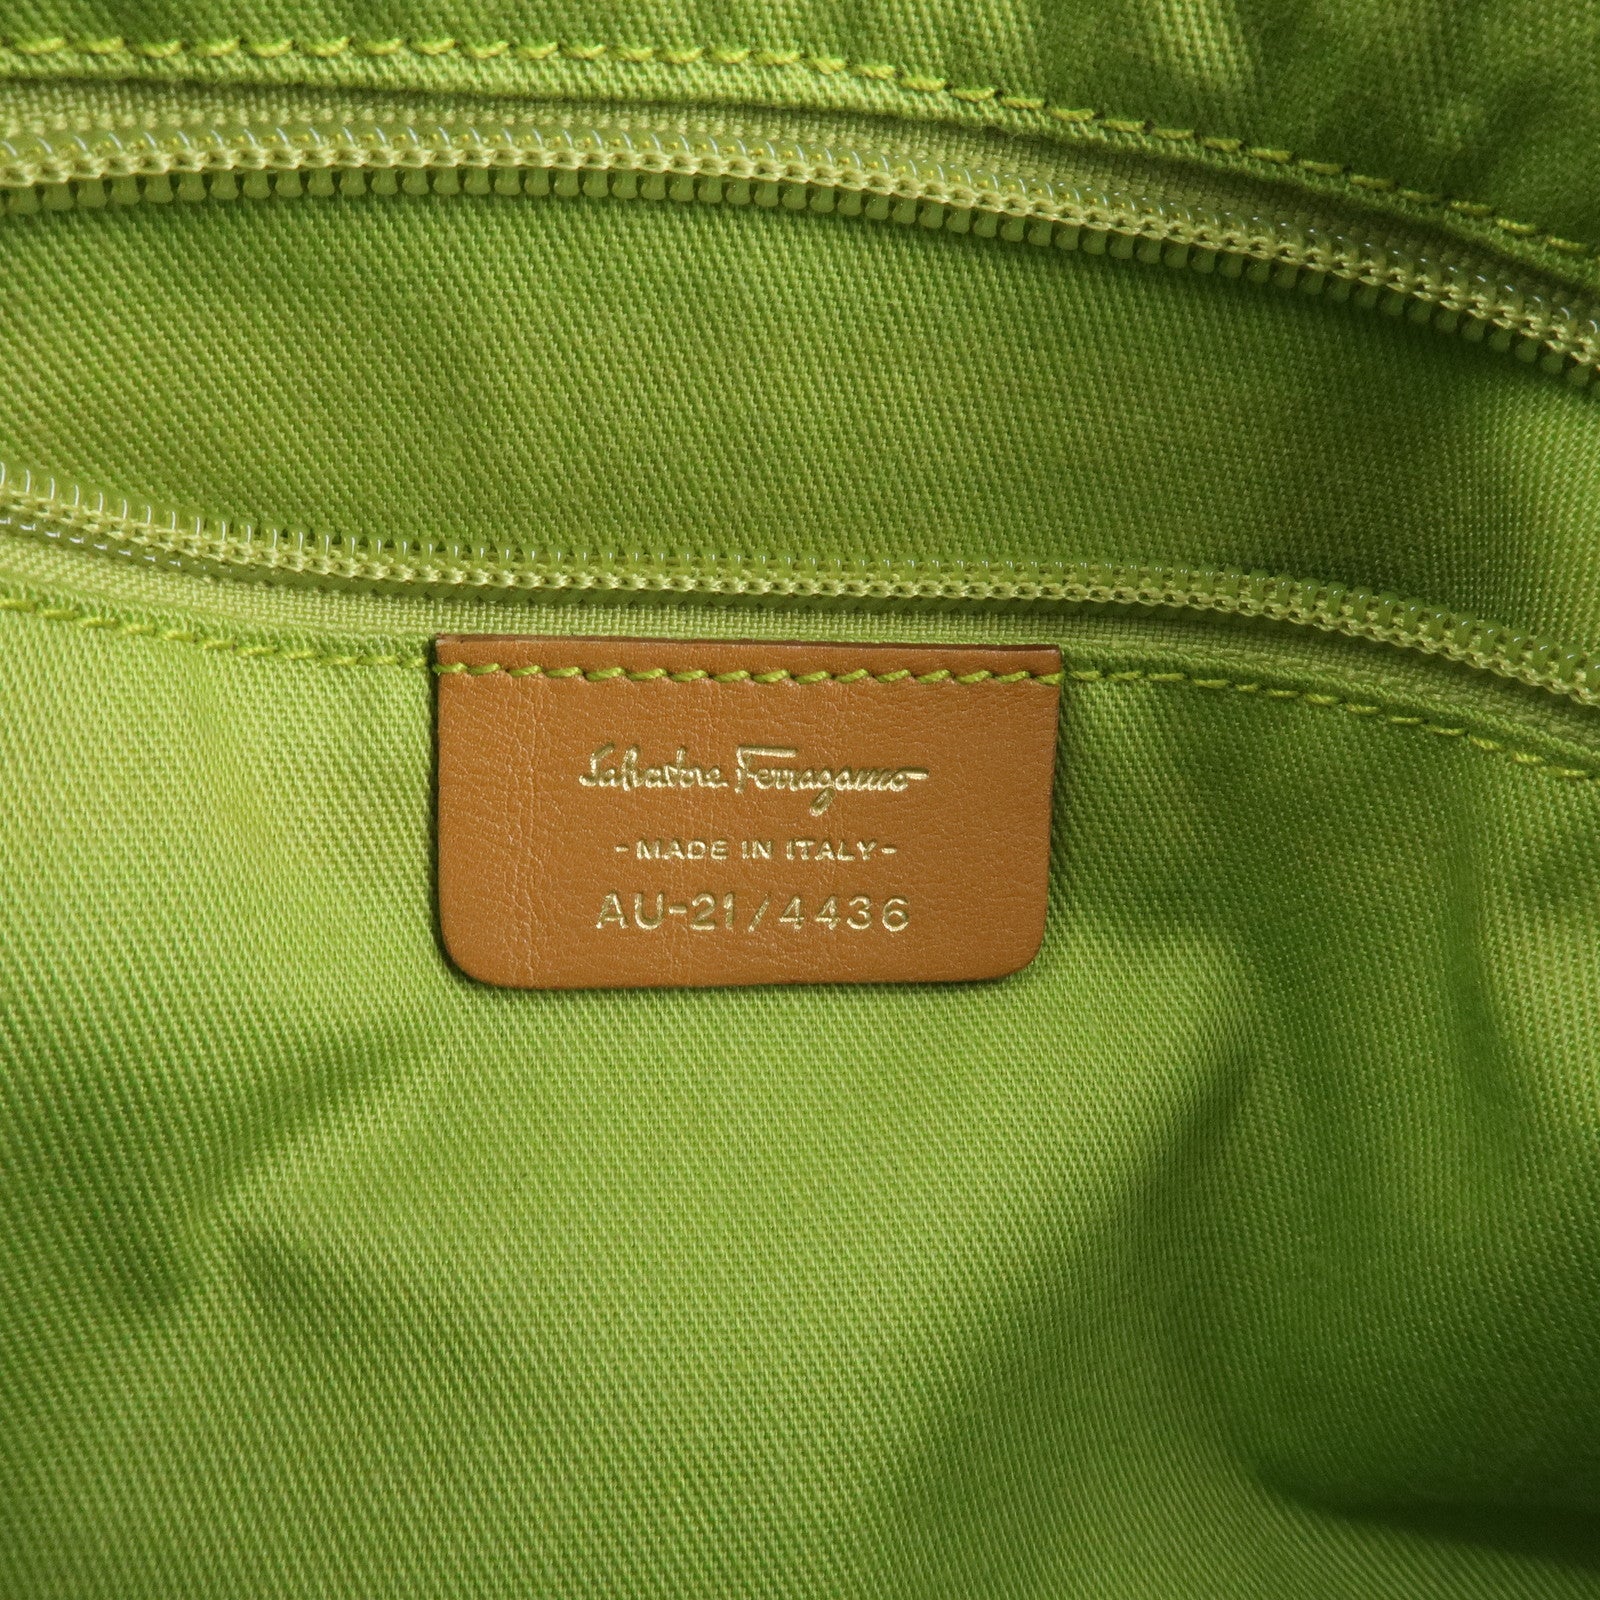 Salvatore Ferragamo
-MADE IN ITALY-
AU-21/4436